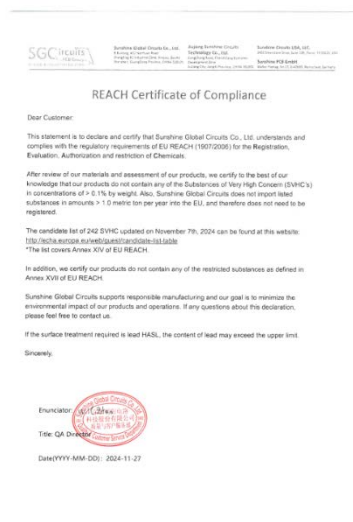 SGCircuits
Sunshine Global Circuits Co., Ltd.
Sunshine Circuits USA, LLC.
Technology Co., Ltd
Sunshine PCB GmbH
REACH Certificate of Compliance
Dear Customer:
This statement is to declare and certify that Sunshine Global Circuits Co., Ltd. understands and
complies with the regulatory requirements of EU REACH (1907/2006) for the Registration,
Evaluation, Authorization and restriction of Chemicals.
After review of our materials and assessment of our products, we certify to the best of our
knowledge that our products do not contain any of the Substances of Very High Concern (SVHC's)
in concentrations of > 0.1% by weight. Also, Sunshine Global Circuits does not import listed
substances in amounts > 1.0 metric ton per year into the EU, and therefore does not need to be
registered.
The candidate list of 242 SVHC updated on November 7th, 2024 can be found at this website:
http://echa.europa.eu/web/guest/candidate-list-table
*The list covers Annex XIV of EU REACH.
In addition, we certify our products do not contain any of the restricted substances as defined in
Annex XVII of EU REACH.
Sunshine Global Circuits supports responsible manufacturing and our goal is to minimize the
environmental impact of our products and operations. If any questions about this declaration,
please feel free to contact us.
If the surface treatment required is lead HASL, the content of lead may exceed the upper limit.
Sincerely,
Enunciator:
Title: QA Director
Date(YYYY-MM-DD): 2024-11-27